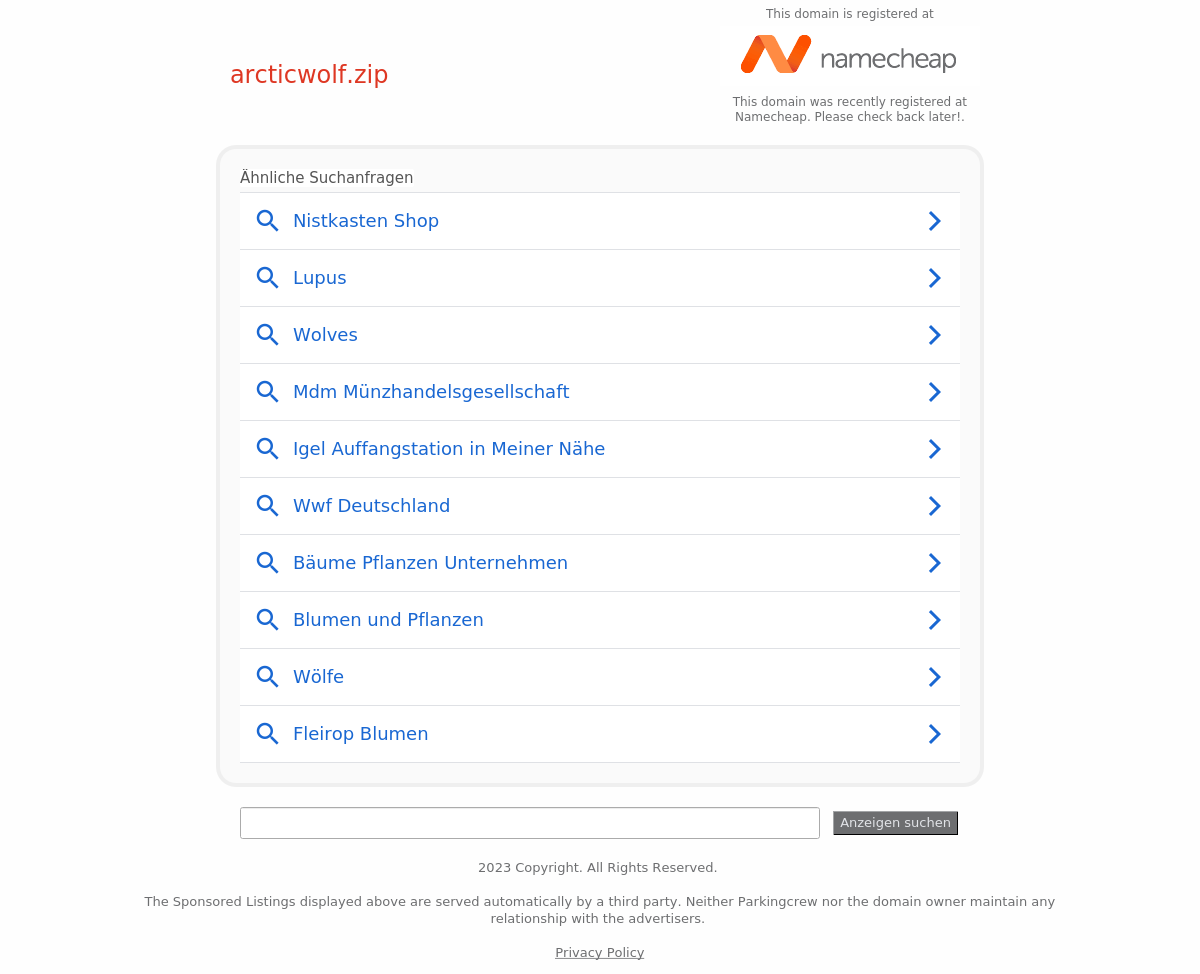 This domain is registered at
namecheap
arcticwolf.zip
This domain was recently registered at
Namecheap. Please check back later!.
Ähnliche Suchanfragen
Nistkasten Shop
Lupus
Wolves
Mdm Münzhandelsgesellschaft
Igel Auffangstation in Meiner Nähe
Wwf Deutschland
Bäume Pflanzen Unternehmen
Blumen und Pflanzen
Wölfe
Fleirop Blumen
Anzeigen suchen
2023 Copyright. All Rights Reserved.
The Sponsored Listings displayed above are served automatically by a third party. Neither Parkingcrew nor the domain owner maintain any
relationship with the advertisers.
Privacy Policy